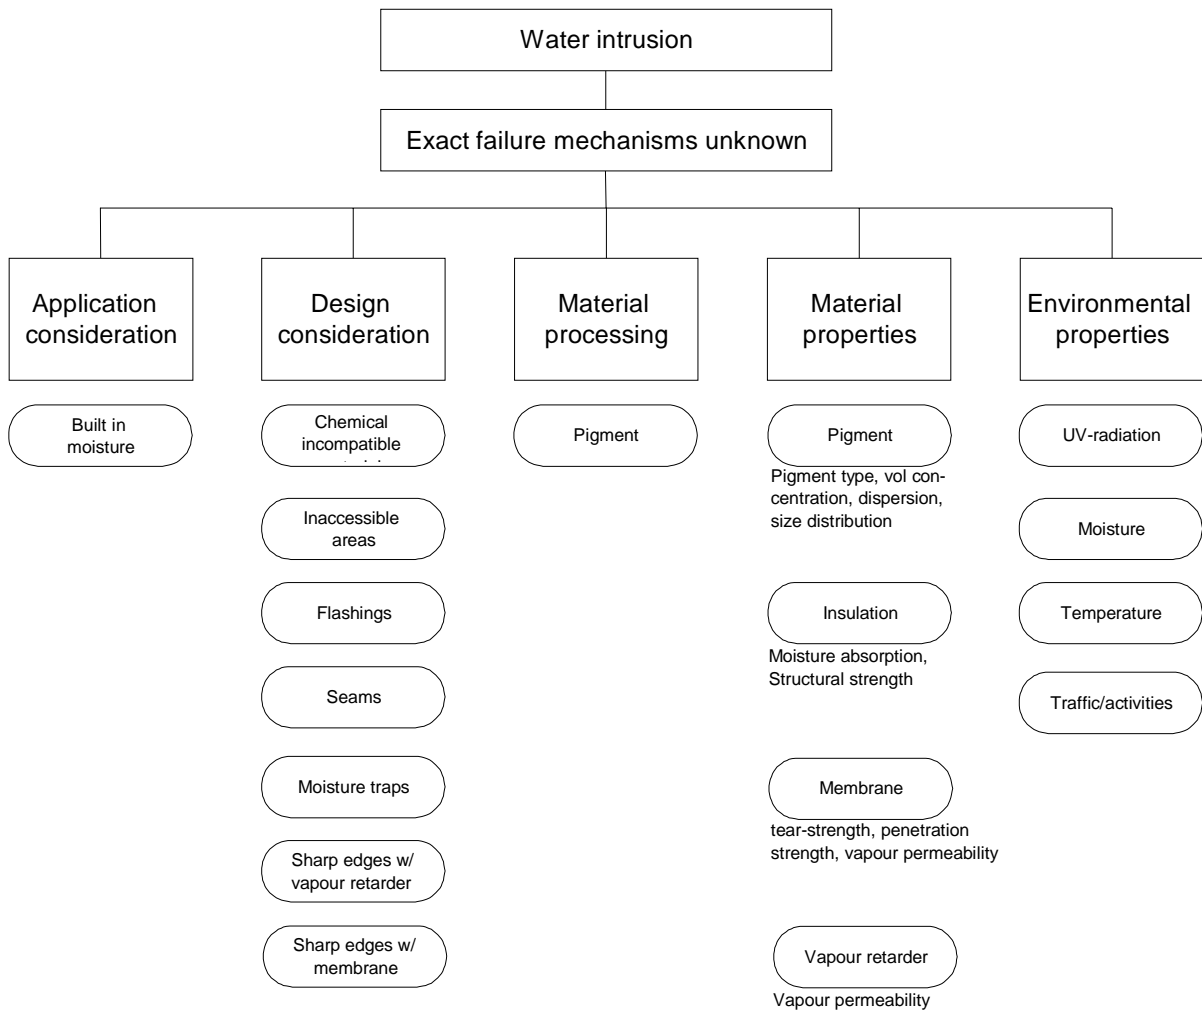 Water intrusion
Exact failure mechanisms unknown
Application
consideration
Design
consideration
Material
processing
Material
properties
Environmental
properties
Built in
moisture
Chemical
incompatible
Inaccessible
areas
Flashings
Seams
Moisture traps
Sharp edges w/
vapour retarder
Sharp edges w/
membrane
Pigment
Pigment
Pigment type, vol con-
centration, dispersion,
size distribution
Insulation
Moisture absorption,
Structural strength
Membrane
tear-strength, penetration
strength, vapour permeability
Vapour retarder
Vapour permeability
UV-radiation
Moisture
Temperature
Traffic/activities